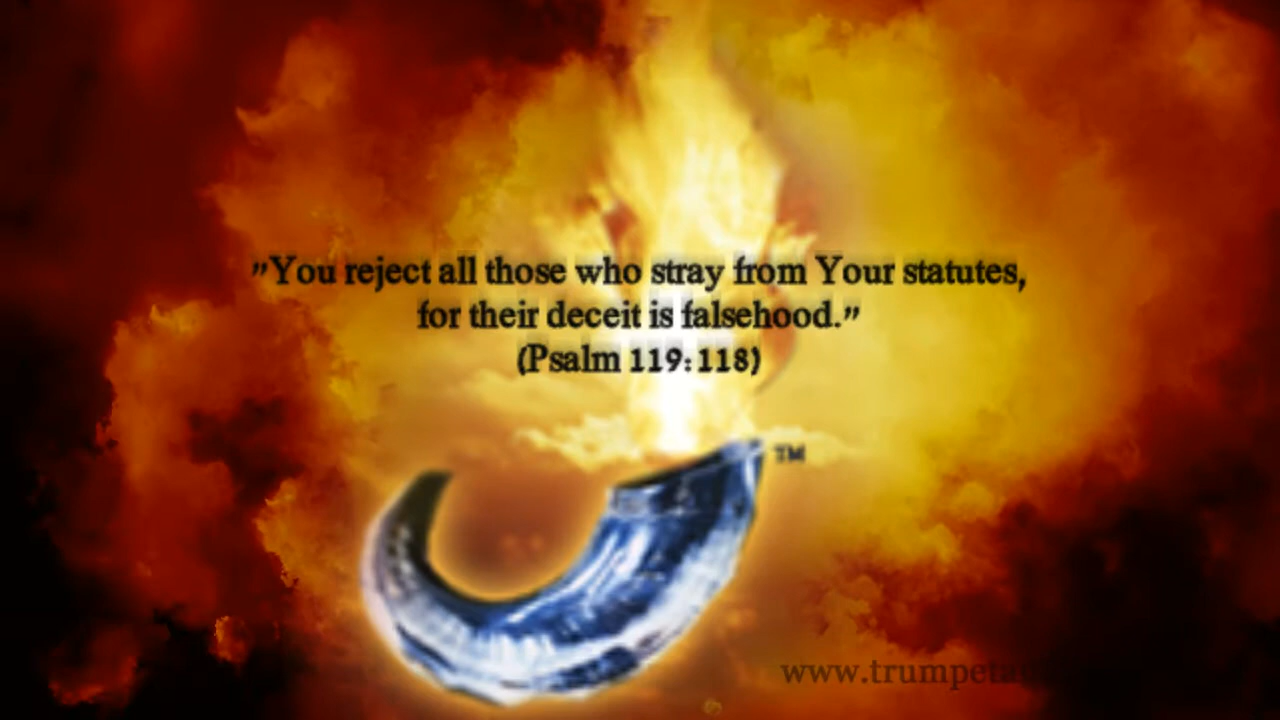 "You reject all those who stray from Your statutes,
for their deceit is falsehood."
(Psalm 119:118)
TM